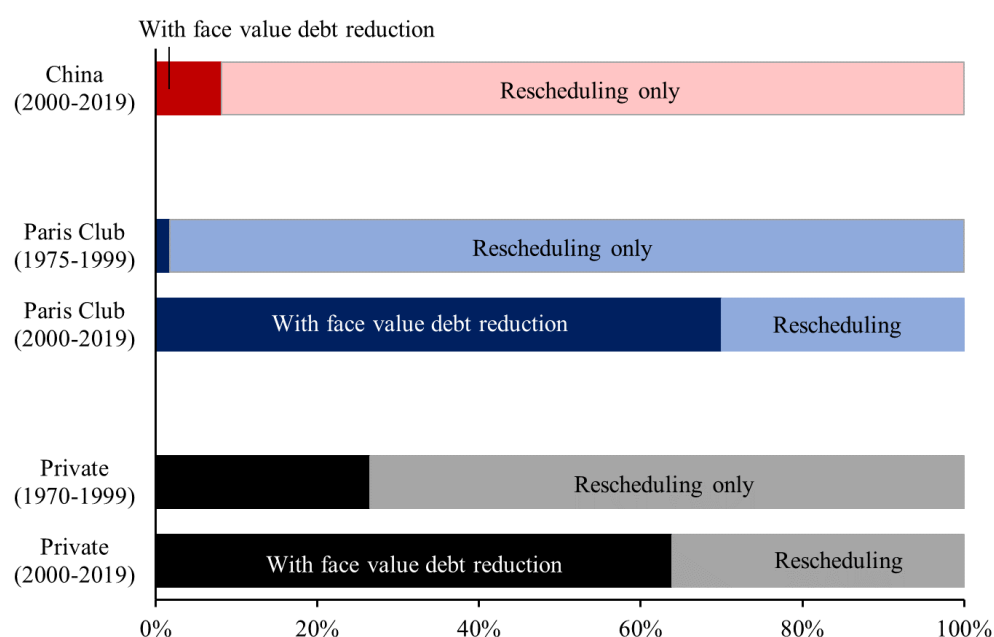 With face value debt reduction
China
(2000-2019)
Rescheduling only
Paris Club
(1975-1999)
Rescheduling only
Paris Club
(2000-2019)
With face value debt reduction
Rescheduling
Private
(1970-1999)
Rescheduling only
Private
(2000-2019)
With face value debt reduction
Rescheduling
0% 20% 40% 60% 80% 100%